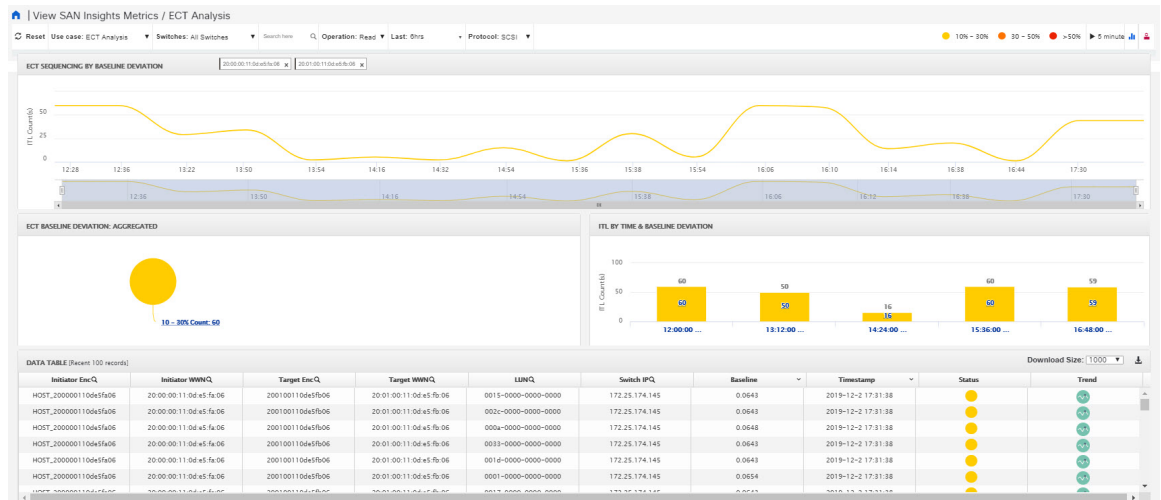 View SAN Insights Metrics / ECT Analysis
Reset Use case: ECT Analysis Switches: All Switches Search here Operation: Read Last: 6hrs Protocol: SCSI 10% – 30% 30 – 50% >50% 5 minute
ECT SEQUENCING BY BASELINE DEVIATION 20:00:00:11:0d:e5:fa:06 x 20:01:00:11:0d:e5:fb:06 x
ITL Count(s)
50
25
0
12:28 12:36 13:22 13:50 13:54 14:16 14:32 14:54 15:36 15:38 15:54 16:06 16:10 16:14 16:38 16:44 17:30
12:36 13:50 14:16 14:54 15:38 16:06 16:12 16:38 17:30
ECT BASELINE DEVIATION: AGGREGATED
10 – 30% Count: 60
ITL BY TIME & BASELINE DEVIATION
ITL Count(s)
100
50
0
60 50 16 60 59
60 50 16 60 59
12:00:00 ... 13:12:00 ... 14:24:00 ... 15:36:00 ... 16:48:00 ...
DATA TABLE [Recent 100 records] Download Size: 1000
Initiator Enc Initiator WWN Target Enc Target WWN LUN Switch IP Baseline Timestamp Status Trend
HOST_200000110de5fa06 20:00:00:11:0d:e5:fa:06 200100110de5fb06 20:01:00:11:0d:e5:fb:06 0015-0000-0000-0000 172.25.174.145 0.0643 2019-12-2 17:31:38
HOST_200000110de5fa06 20:00:00:11:0d:e5:fa:06 200100110de5fb06 20:01:00:11:0d:e5:fb:06 002c-0000-0000-0000 172.25.174.145 0.0643 2019-12-2 17:31:38
HOST_200000110de5fa06 20:00:00:11:0d:e5:fa:06 200100110de5fb06 20:01:00:11:0d:e5:fb:06 000a-0000-0000-0000 172.25.174.145 0.0648 2019-12-2 17:31:38
HOST_200000110de5fa06 20:00:00:11:0d:e5:fa:06 200100110de5fb06 20:01:00:11:0d:e5:fb:06 0033-0000-0000-0000 172.25.174.145 0.0643 2019-12-2 17:31:38
HOST_200000110de5fa06 20:00:00:11:0d:e5:fa:06 200100110de5fb06 20:01:00:11:0d:e5:fb:06 001d-0000-0000-0000 172.25.174.145 0.0643 2019-12-2 17:31:38
HOST_200000110de5fa06 20:00:00:11:0d:e5:fa:06 200100110de5fb06 20:01:00:11:0d:e5:fb:06 0001-0000-0000-0000 172.25.174.145 0.0654 2019-12-2 17:31:38